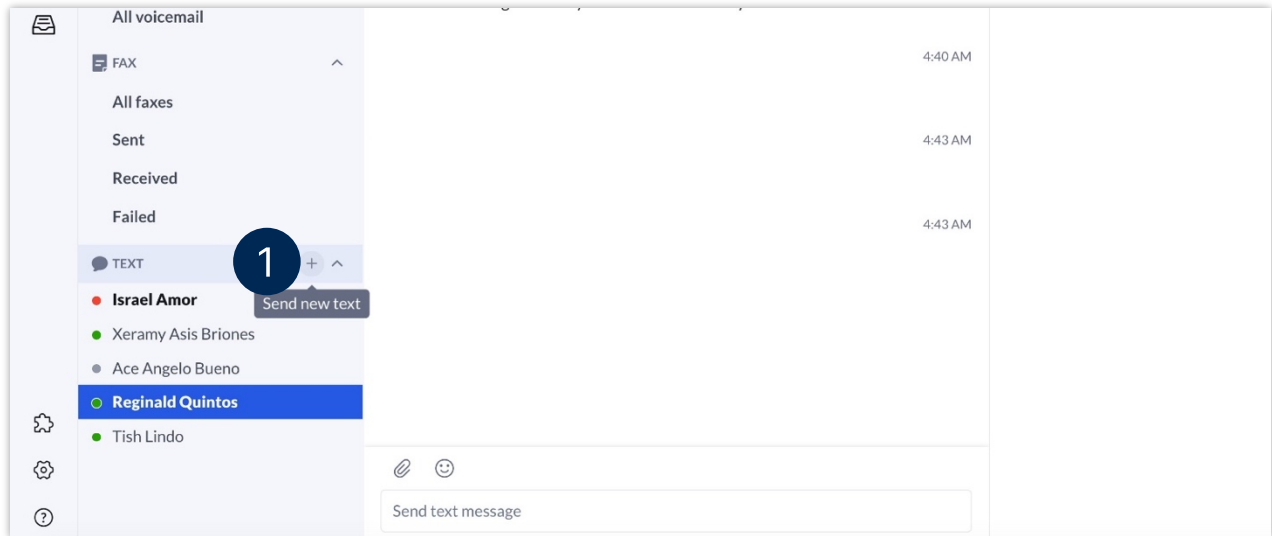 All voicemail
FAX
All faxes
Sent
Received
Failed
TEXT
1
+
Send new text
Israel Amor
Xeramy Asis Briones
Ace Angelo Bueno
Reginald Quintos
Tish Lindo
4:40 AM
4:43 AM
4:43 AM
Send text message